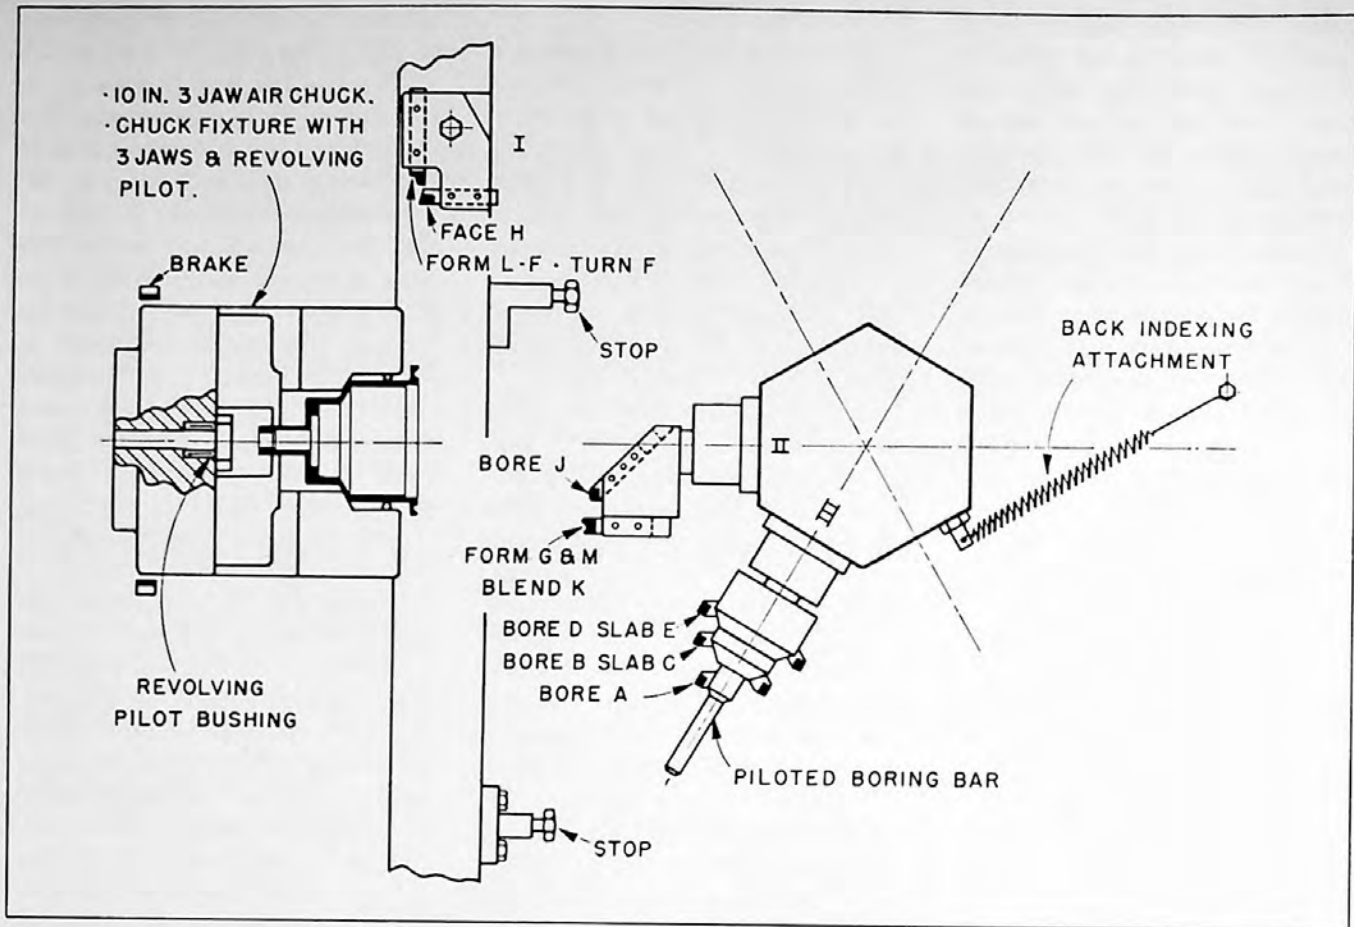 · 10 IN. 3 JAW AIR CHUCK.
· CHUCK FIXTURE WITH
3 JAWS & REVOLVING
PILOT.
I
FACE H
FORM L-F · TURN F
BRAKE
STOP
BACK INDEXING
ATTACHMENT
II
BORE J
III
FORM G & M
BLEND K
BORE D SLAB E
BORE B SLAB C
BORE A
REVOLVING
PILOT BUSHING
PILOTED BORING BAR
STOP